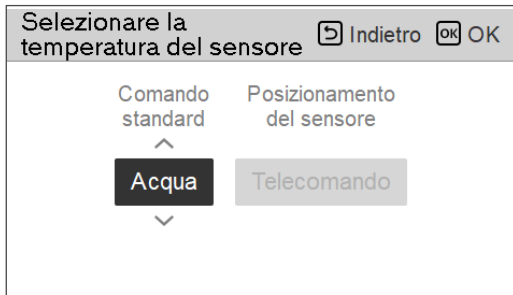 Selezionare la
temperatura del sensore
Indietro OK OK
Comando
standard
Posizionamento
del sensore
Acqua
Telecomando